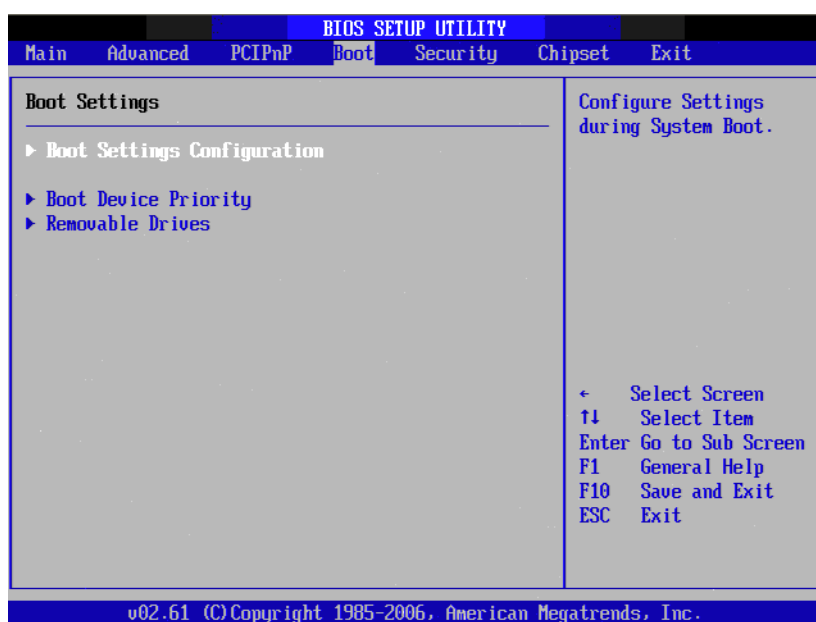 BIOS SETUP UTILITY
Main Advanced PCIPnP Boot Security Chipset Exit
Boot Settings
▶ Boot Settings Configuration
▶ Boot Device Priority
▶ Removable Drives
Configure Settings
during System Boot.
← Select Screen
↑↓ Select Item
Enter Go to Sub Screen
F1 General Help
F10 Save and Exit
ESC Exit
v02.61 (C)Copyright 1985-2006, American Megatrends, Inc.